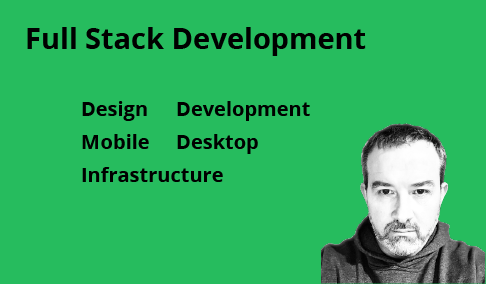 Full Stack Development
Design Development
Mobile Desktop
Infrastructure